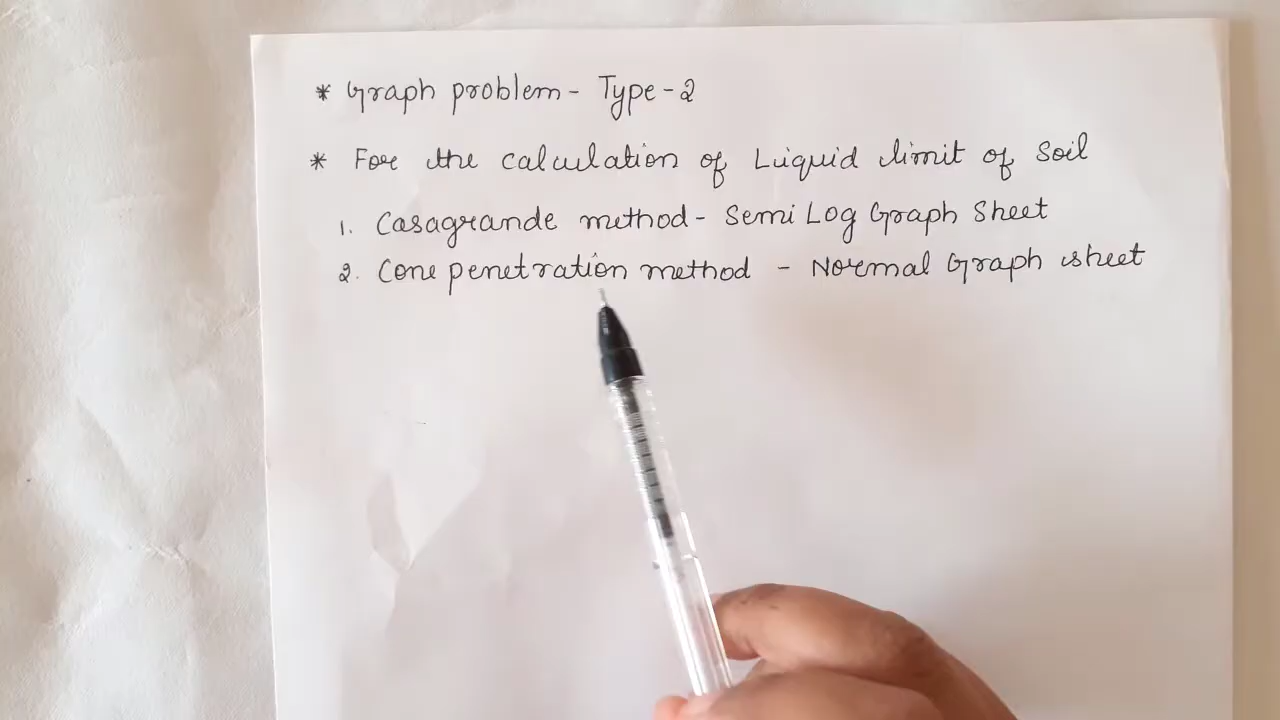 * Graph problem - Type-2
* For the calculation of Liquid limit of Soil
1. Casagrande method - Semi Log Graph Sheet
2. Cone penetration method - Normal Graph sheet